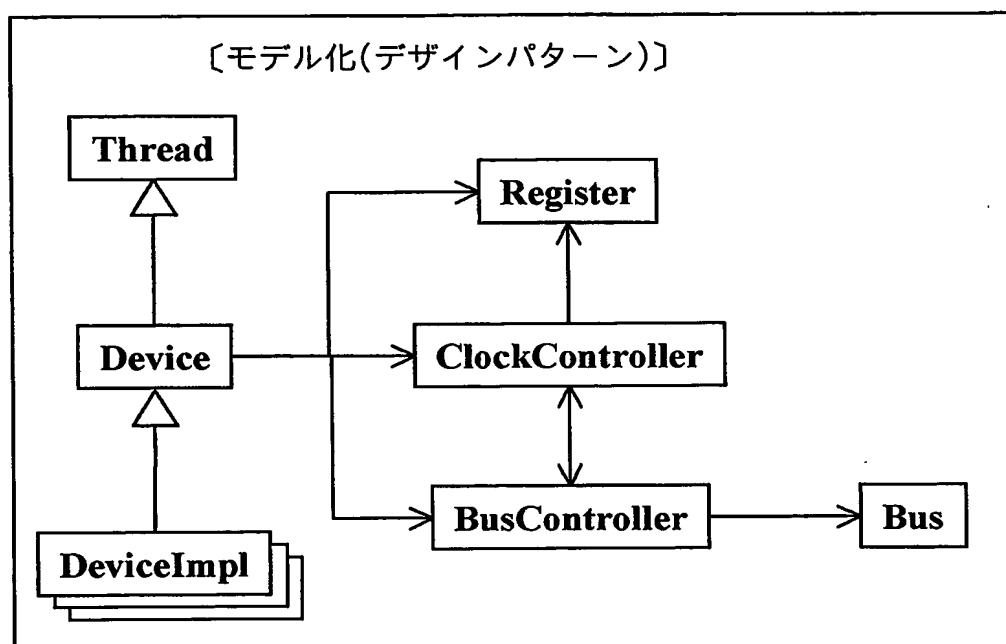 〔モデル化(デザインパターン)〕
Thread
Register
Device
ClockController
BusController
Bus
DeviceImpl